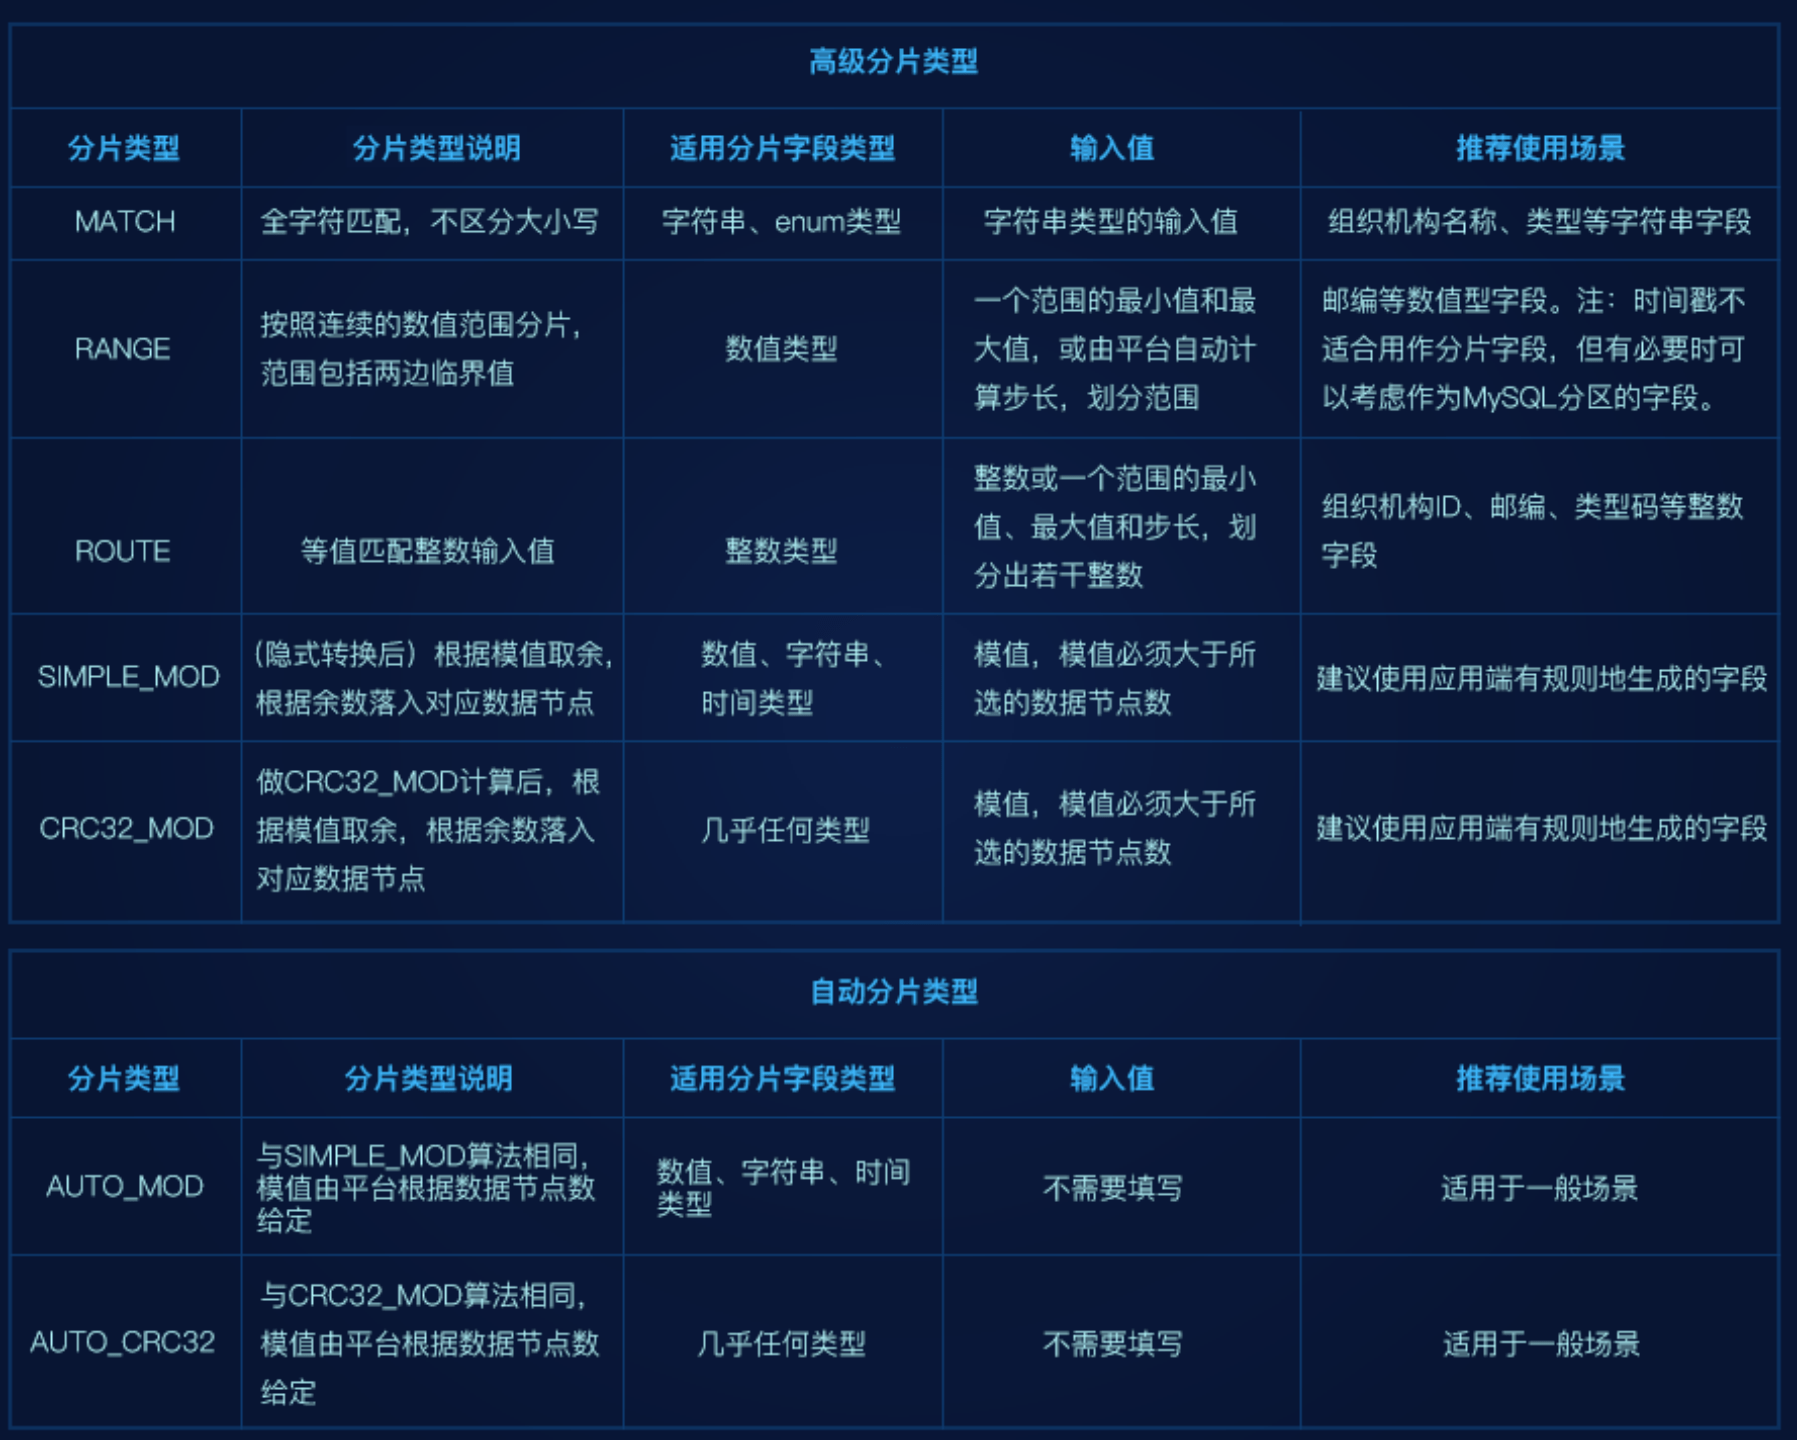 高级分片类型
分片类型 分片类型说明 适用分片字段类型 输入值 推荐使用场景
MATCH 全字符匹配，不区分大小写 字符串、enum类型 字符串类型的输入值 组织机构名称、类型等字符串字段
RANGE
按照连续的数值范围分片，
范围包括两边临界值
数值类型
一个范围的最小值和最
大值，或由平台自动计
算步长，划分范围
邮编等数值型字段。注：时间戳不
适合用作分片字段，但有必要时可
以考虑作为MySQL分区的字段。
ROUTE
等值匹配整数输入值
整数类型
整数或一个范围的最小
值、最大值和步长，划
分出若干整数
组织机构ID、邮编、类型码等整数
字段
SIMPLE_MOD
（隐式转换后）根据模值取余，
根据余数落入对应数据节点
数值、字符串、
时间类型
模值，模值必须大于所
选的数据节点数
建议使用应用端有规则地生成的字段
CRC32_MOD
做CRC32_MOD计算后，根
据模值取余，根据余数落入
对应数据节点
几乎任何类型
模值，模值必须大于所
选的数据节点数
建议使用应用端有规则地生成的字段
自动分片类型
分片类型 分片类型说明 适用分片字段类型 输入值 推荐使用场景
AUTO_MOD
与SIMPLE_MOD算法相同，
模值由平台根据数据节点数
给定
数值、字符串、时间
类型
不需要填写
适用于一般场景
AUTO_CRC32
与CRC32_MOD算法相同，
模值由平台根据数据节点数
给定
几乎任何类型
不需要填写
适用于一般场景